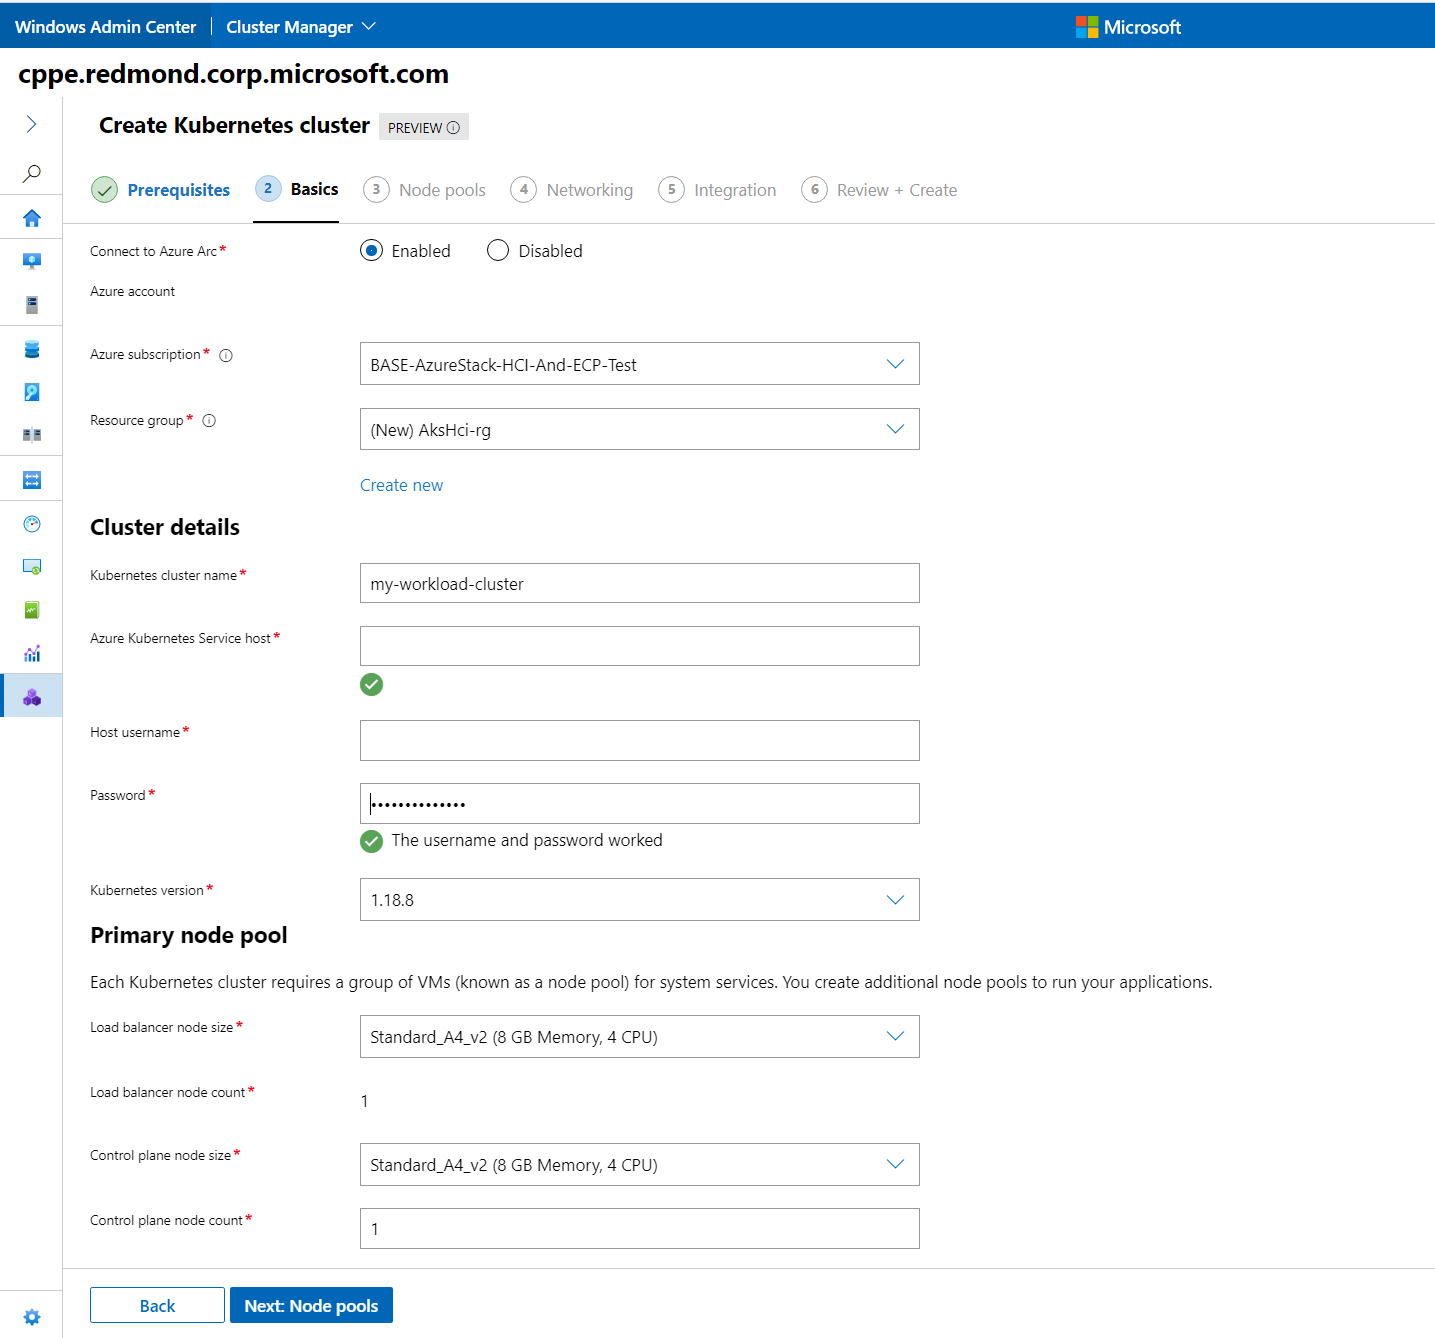 Windows Admin Center | Cluster Manager Microsoft
cppe.redmond.corp.microsoft.com
Create Kubernetes cluster PREVIEW
Prerequisites 2 Basics 3 Node pools 4 Networking 5 Integration 6 Review + Create
Connect to Azure Arc* Enabled Disabled
Azure account
Azure subscription* BASE-AzureStack-HCI-And-ECP-Test
Resource group* (New) AksHci-rg
Create new
Cluster details
Kubernetes cluster name* my-workload-cluster
Azure Kubernetes Service host*
Host username*
Password* ••••••••••••••
The username and password worked
Kubernetes version* 1.18.8
Primary node pool
Each Kubernetes cluster requires a group of VMs (known as a node pool) for system services. You create additional node pools to run your applications.
Load balancer node size* Standard_A4_v2 (8 GB Memory, 4 CPU)
Load balancer node count* 1
Control plane node size* Standard_A4_v2 (8 GB Memory, 4 CPU)
Control plane node count* 1
Back Next: Node pools